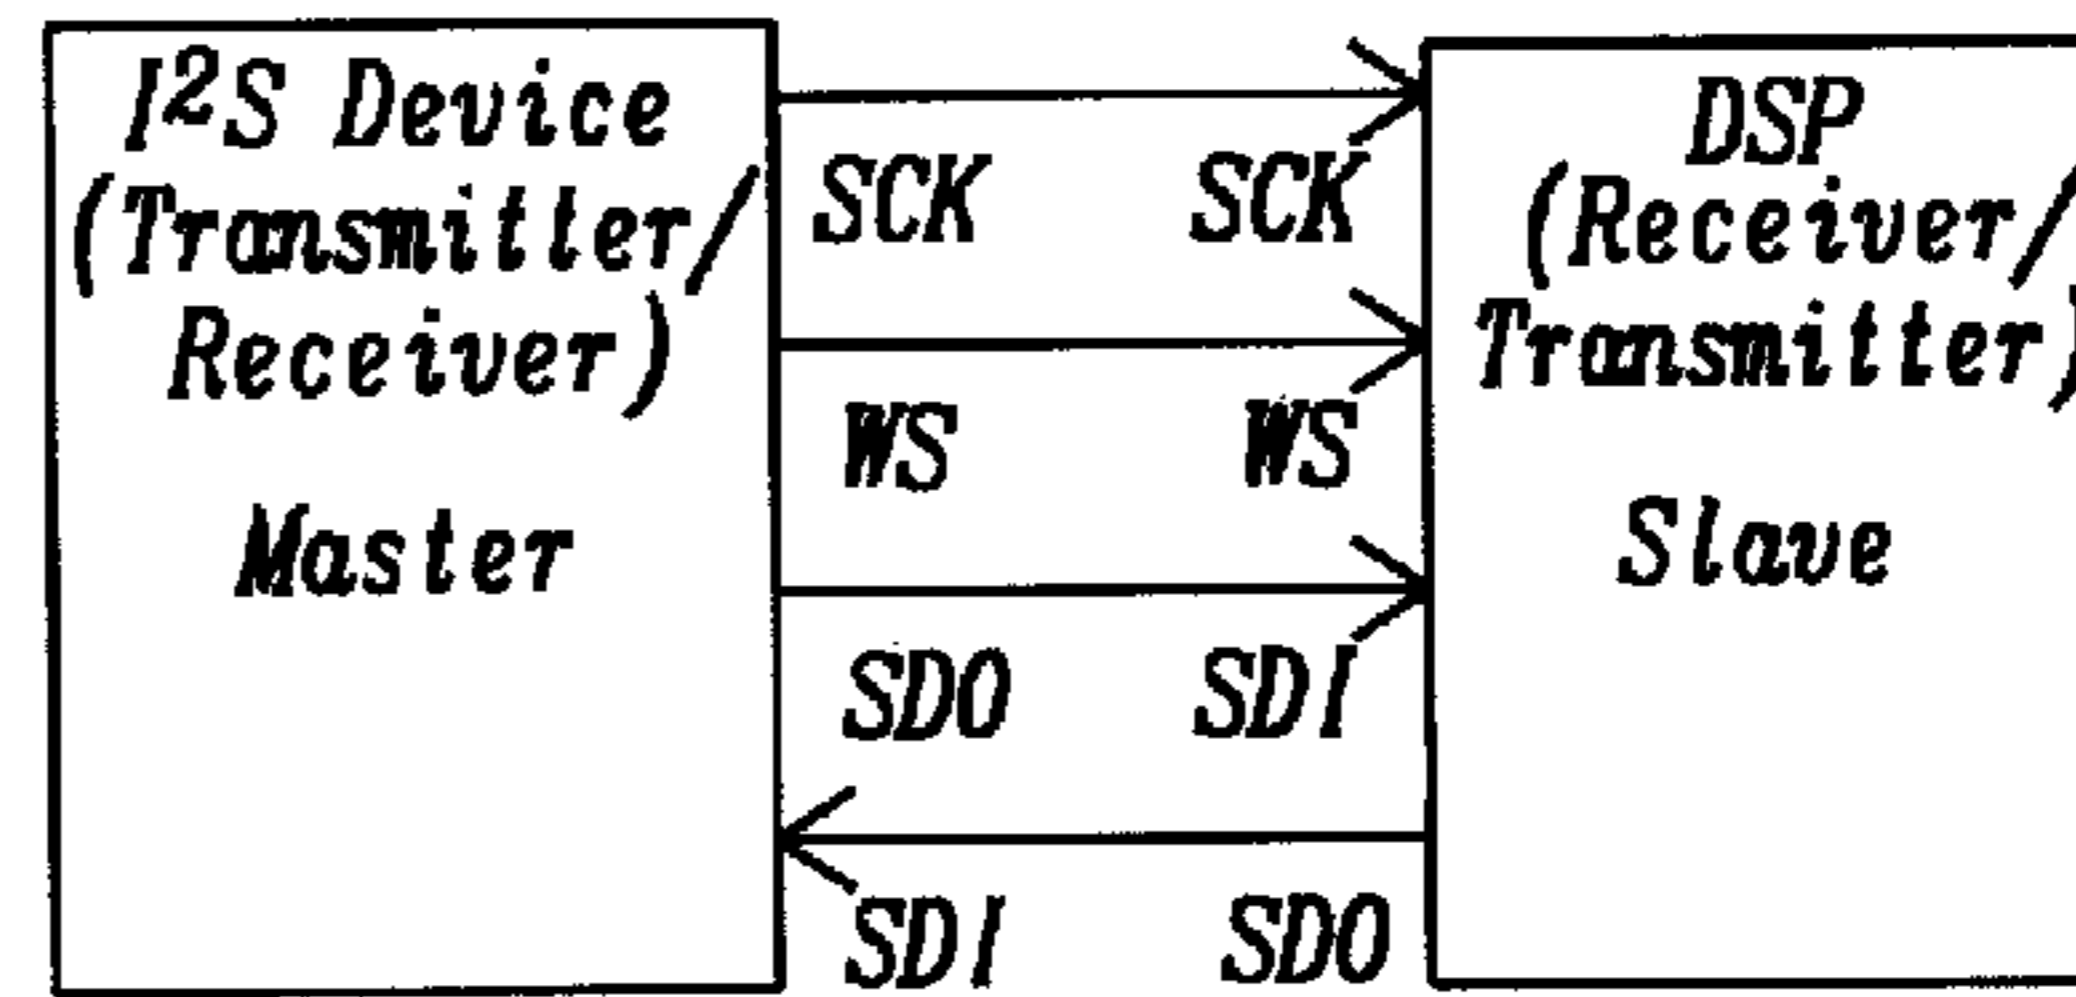 I²S Device
(Transmitter/
Receiver)
Master
SCK SCK
WS WS
SDO SDI
SDI SDO
DSP
(Receiver/
Transmitter)
Slave